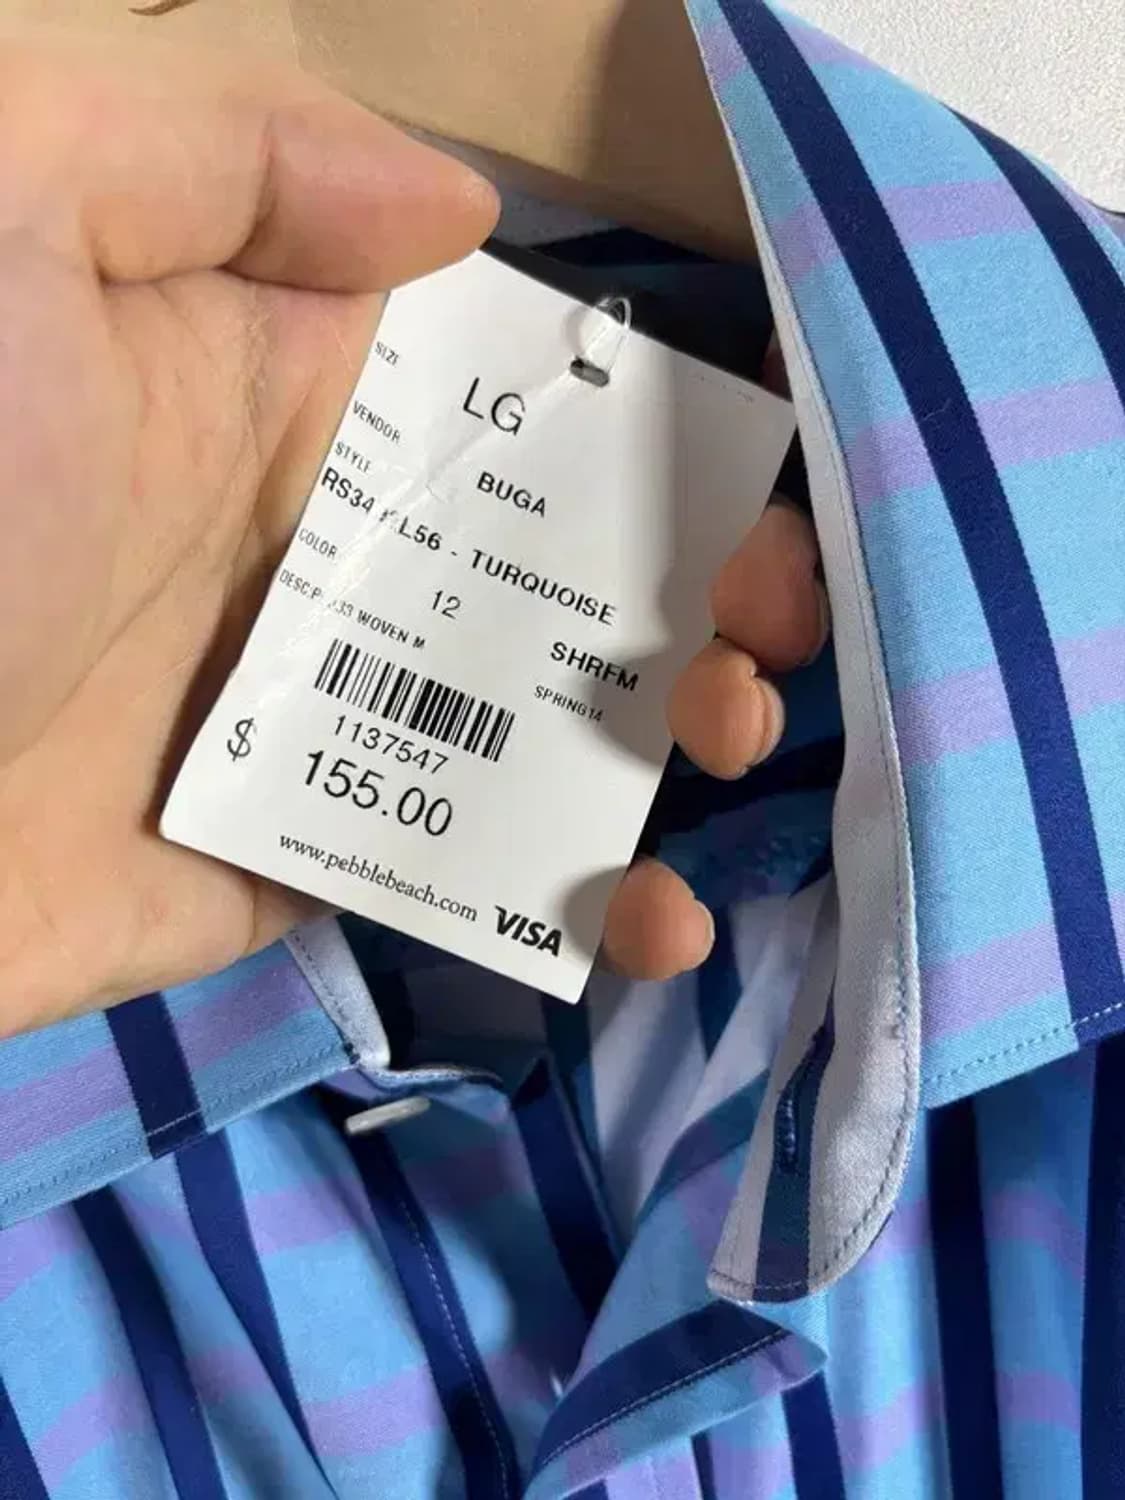 SIZE
LG
VENDOR
BUGA
STYLE
L56 - TURQUOISE
COLOR
12
SHRFM
33 WOVEN M
SPRING14
1137547
$ 155.00
www.pebblebeach.com
VISA